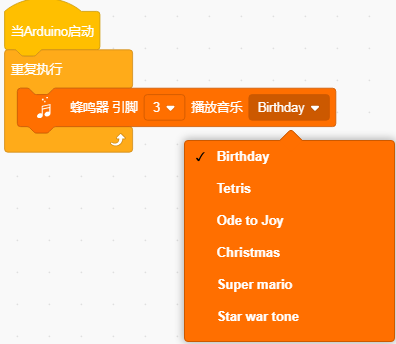 当Arduino启动
重复执行
蜂鸣器 引脚 3 播放音乐 Birthday
Birthday
Tetris
Ode to Joy
Christmas
Super mario
Star war tone